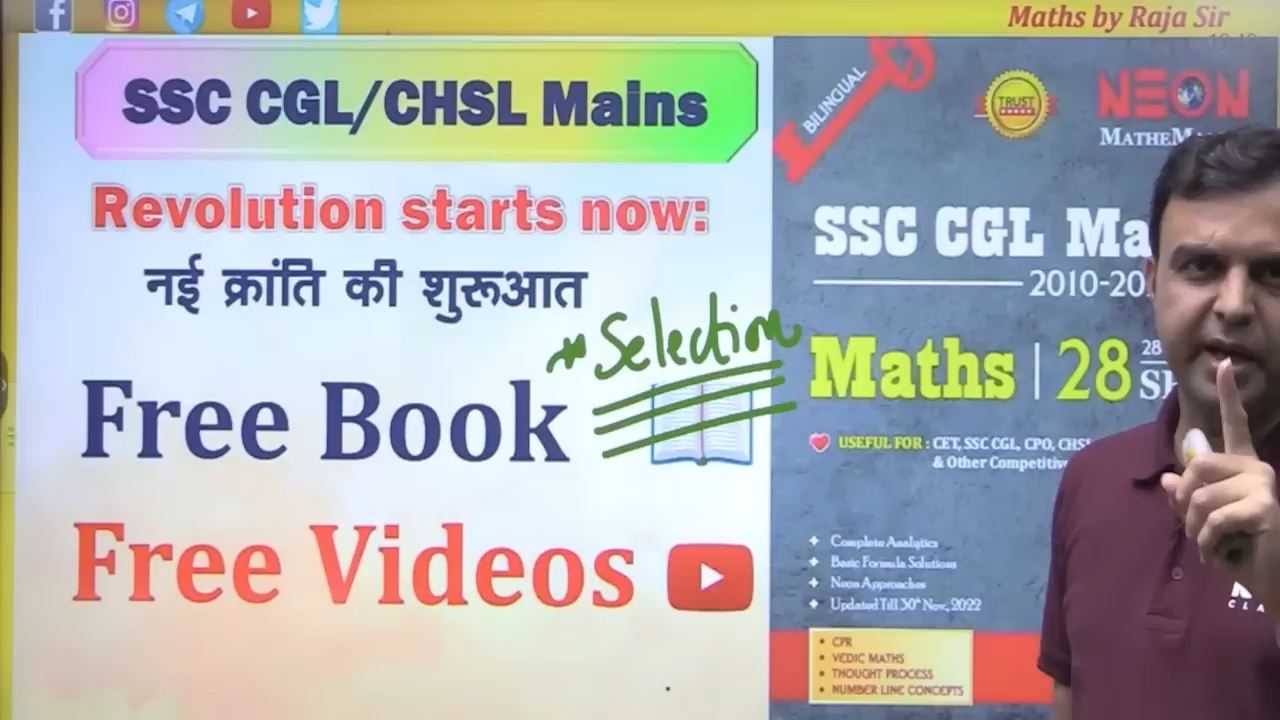 Maths by Raja Sir
SSC CGL/CHSL Mains
Revolution starts now:
नई क्रांति की शुरूआत
*Selection
Free Book
Free Videos
BILINGUAL
TRUST
NEON
SSC CGL
2010-20
Maths | 28
28
USEFUL FOR : CET, SSC CGL, CPO, CHSL
& Other Competitive
Complete Analytics
Basic Formula Solutions
Neon Approaches
Updated Till 30th Nov, 2022
• CPR
• VEDIC MATHS
• THOUGHT PROCESS
• NUMBER LINE CONCEPTS